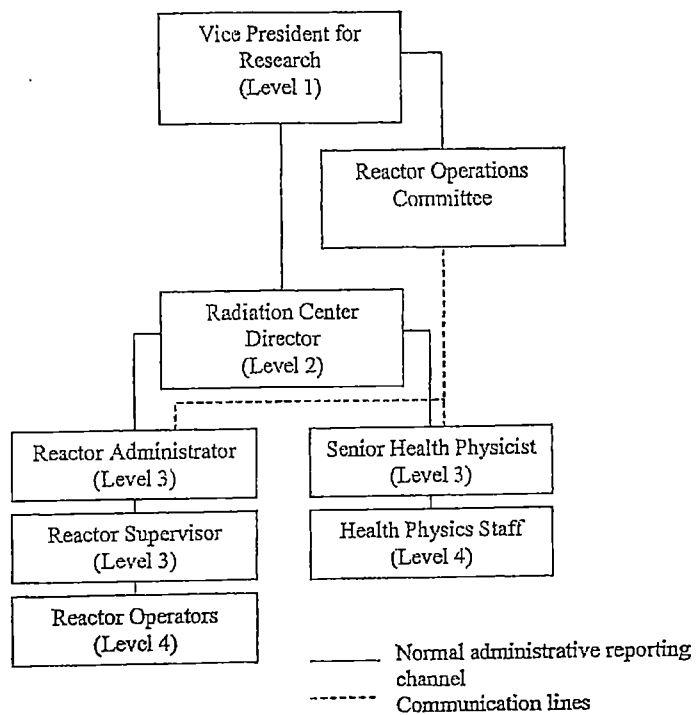 Vice President for
Research
(Level 1)
Reactor Operations
Committee
Radiation Center
Director
(Level 2)
Reactor Administrator
(Level 3)
Senior Health Physicist
(Level 3)
Reactor Supervisor
(Level 3)
Health Physics Staff
(Level 4)
Reactor Operators
(Level 4)
Normal administrative reporting
channel
Communication lines